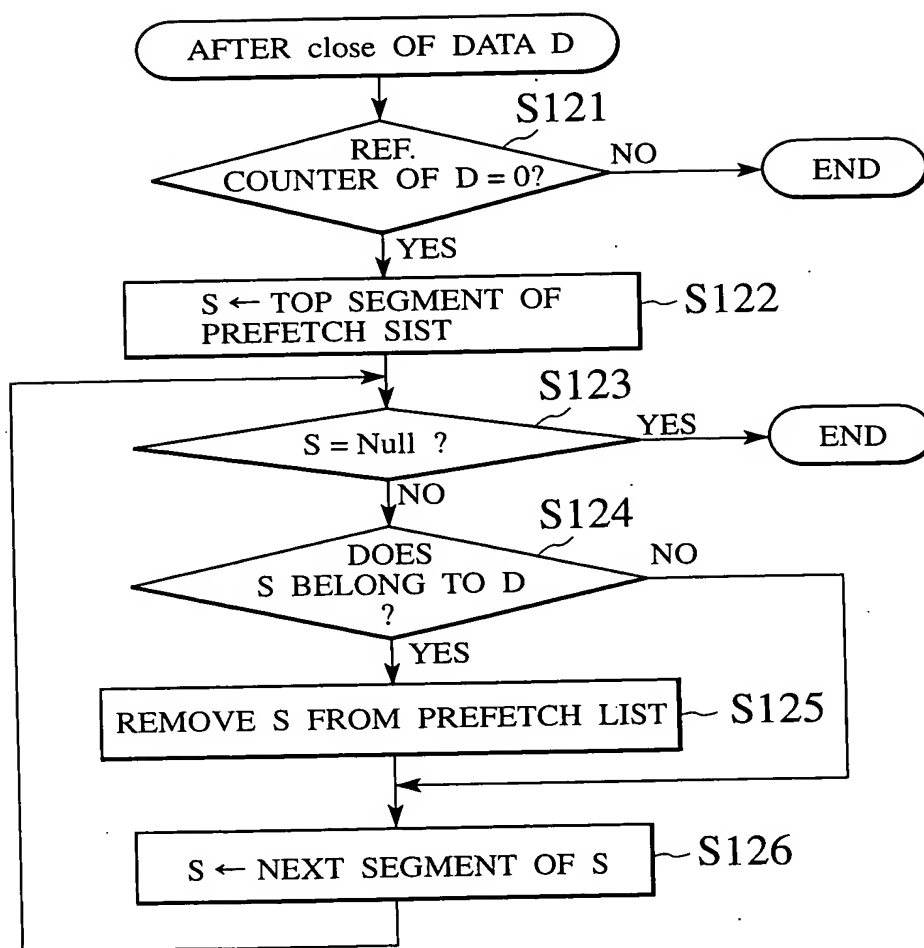 AFTER close OF DATA D
S121
REF.
COUNTER OF D = 0?
NO
END
YES
S ← TOP SEGMENT OF
PREFETCH SIST
S122
S123
S = Null ?
YES
END
NO
S124
DOES
S BELONG TO D
?
NO
YES
REMOVE S FROM PREFETCH LIST
S125
S ← NEXT SEGMENT OF S
S126